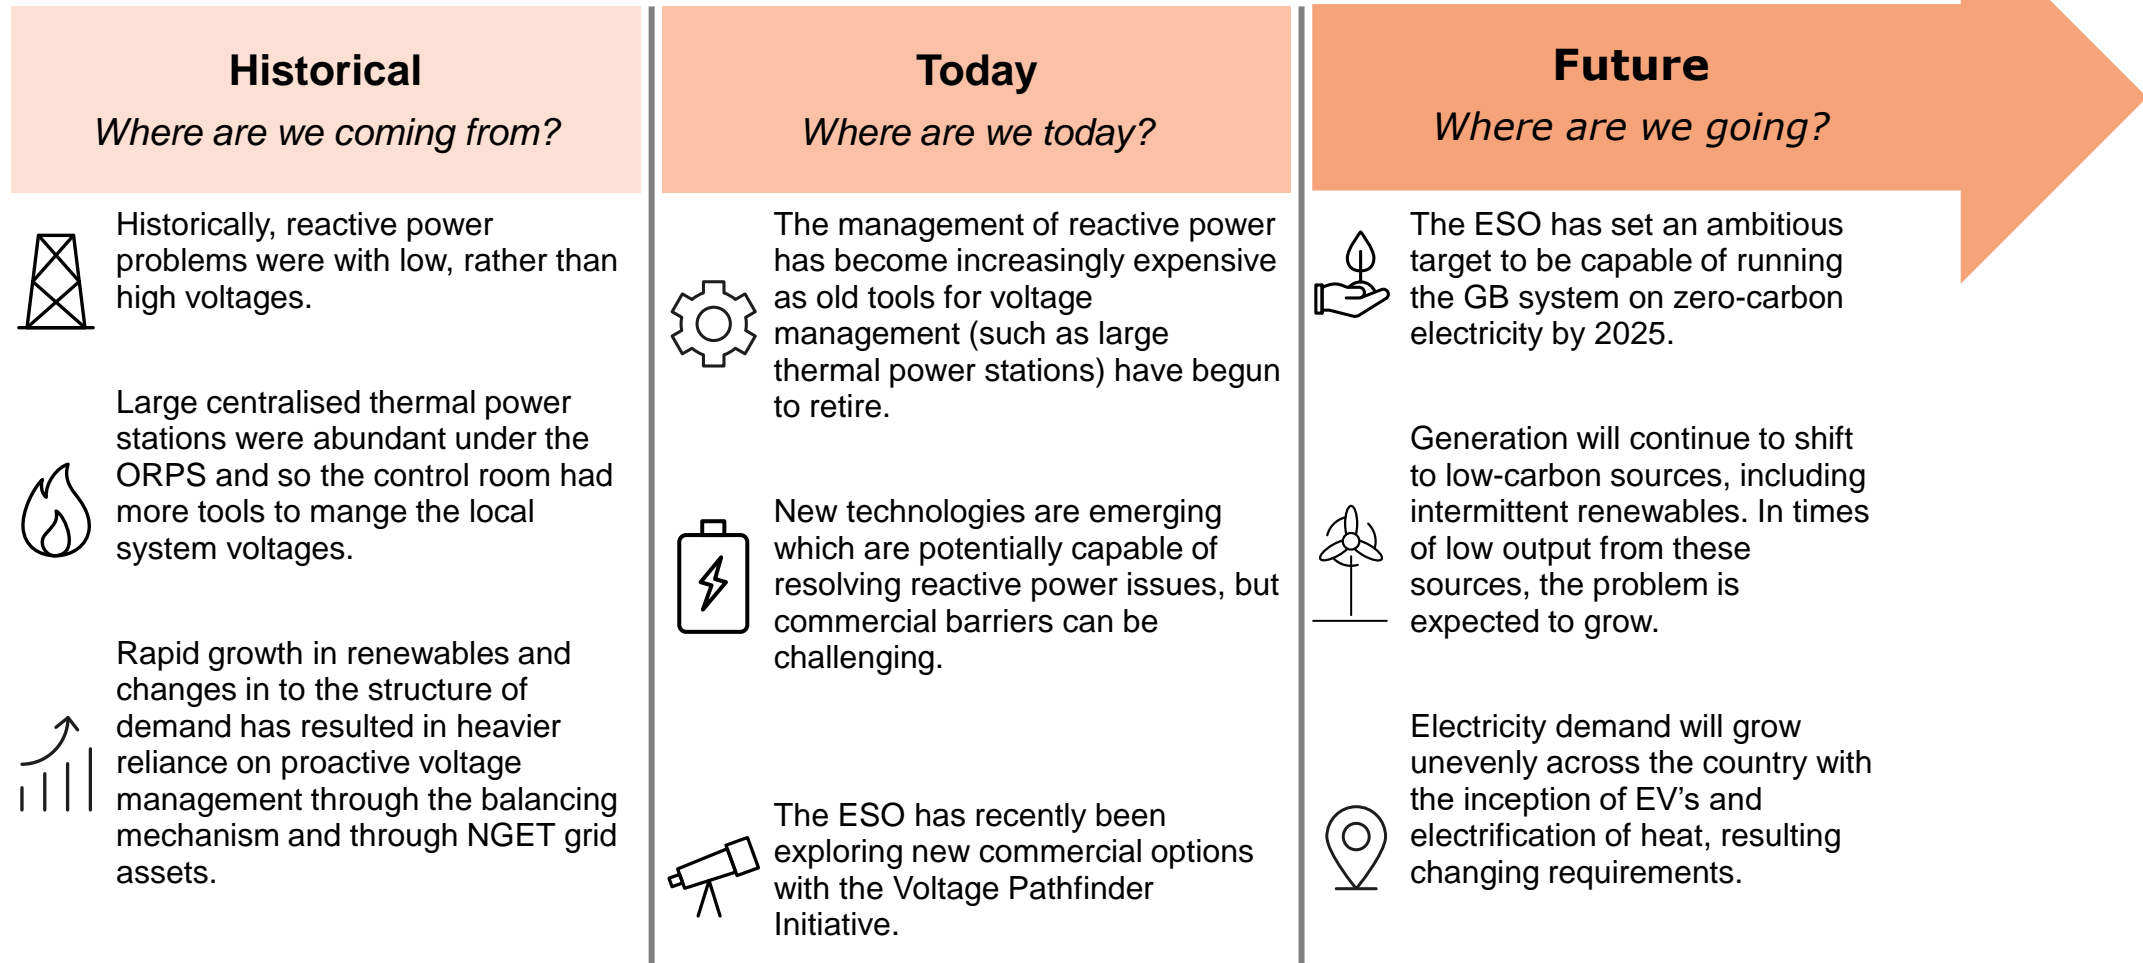 Historical
Where are we coming from?
Historically, reactive power
problems were with low, rather than
high voltages.
Large centralised thermal power
stations were abundant under the
ORPS and so the control room had
more tools to mange the local
system voltages.
Rapid growth in renewables and
changes in to the structure of
demand has resulted in heavier
reliance on proactive voltage
management through the balancing
mechanism and through NGET grid
assets.
Today
Where are we today?
The management of reactive power
has become increasingly expensive
as old tools for voltage
management (such as large
thermal power stations) have begun
to retire.
New technologies are emerging
which are potentially capable of
resolving reactive power issues, but
commercial barriers can be
challenging.
The ESO has recently been
exploring new commercial options
with the Voltage Pathfinder
Initiative.
Future
Where are we going?
The ESO has set an ambitious
target to be capable of running
the GB system on zero-carbon
electricity by 2025.
Generation will continue to shift
to low-carbon sources, including
intermittent renewables. In times
of low output from these
sources, the problem is
expected to grow.
Electricity demand will grow
unevenly across the country with
the inception of EV’s and
electrification of heat, resulting
changing requirements.